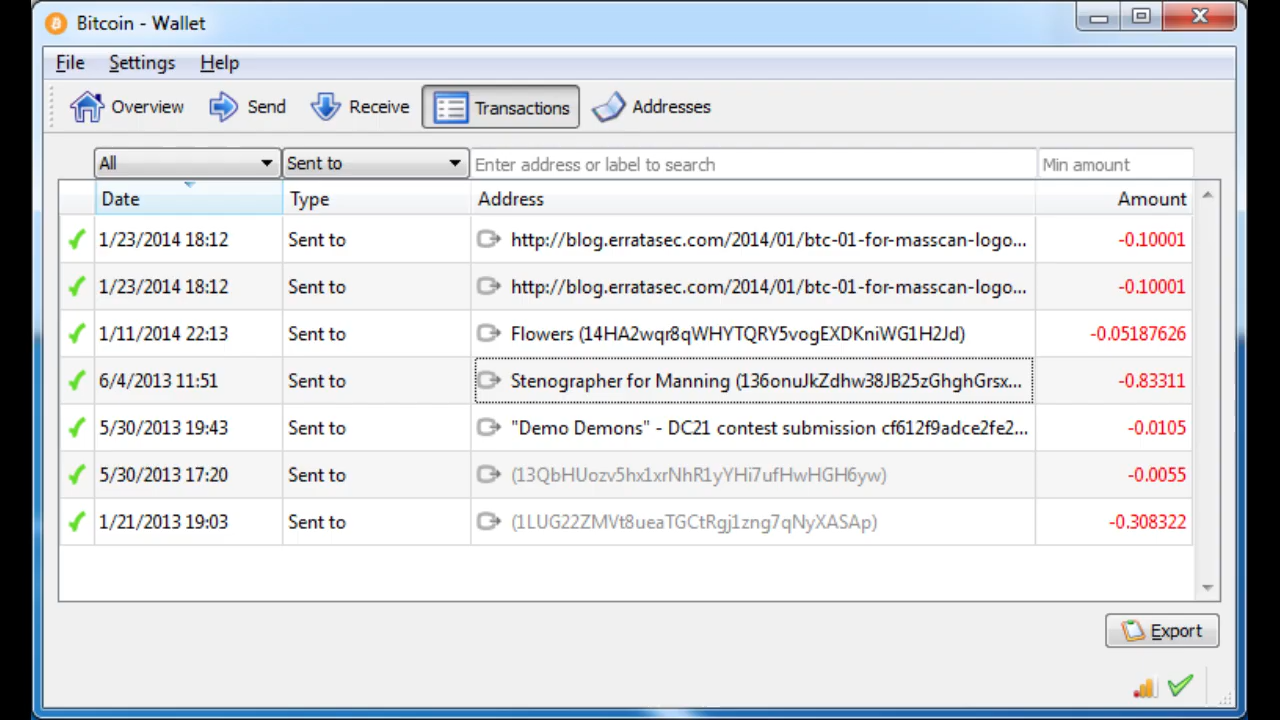 Bitcoin - Wallet
File Settings Help
Overview Send Receive Transactions Addresses
All Sent to Enter address or label to search Min amount
Date Type Address Amount
1/23/2014 18:12 Sent to http://blog.erratasec.com/2014/01/btc-01-for-masscan-logo... -0.10001
1/23/2014 18:12 Sent to http://blog.erratasec.com/2014/01/btc-01-for-masscan-logo... -0.10001
1/11/2014 22:13 Sent to Flowers (14HA2wqr8qWHYTQRY5vogEXDKniWG1H2Jd) -0.05187626
6/4/2013 11:51 Sent to Stenographer for Manning (136onuJkZdhw38JB25zGhghGrsx... -0.83311
5/30/2013 19:43 Sent to "Demo Demons" - DC21 contest submission cf612f9adce2fe2... -0.0105
5/30/2013 17:20 Sent to (13QbHUozv5hx1xrNhR1yYHi7ufHwHGH6yw) -0.0055
1/21/2013 19:03 Sent to (1LUG22ZMVt8ueaTGCtRgj1zng7qNyXASAp) -0.308322
Export